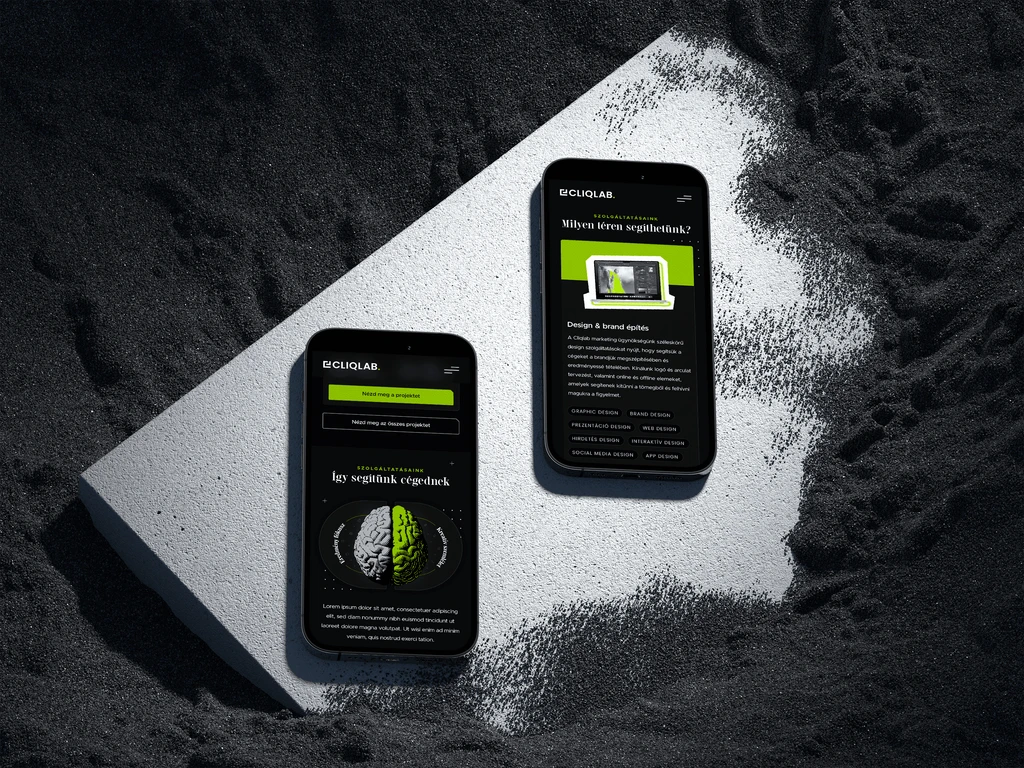 CLIQLAB.
Nézd meg a projektet
Nézd meg az összes projektet
SZOLGÁLTATÁSAINK
Így segítünk cégednek
Kreatív szemlélet
Lorem ipsum dolor sit amet, consectetuer adipiscing
elit, sed diam nonummy nibh euismod tincidunt ut
laoreet dolore magna volutpat. Ut wisi enim ad minim
veniam, quis nostrud exerci tation.
CLIQLAB.
SZOLGÁLTATÁSAINK
Milyen téren segíthetünk?
Design & brand építés
A Cliqlab marketing ügynökségünk széleskörű
design szolgáltatásokat nyújt, hogy segítsük a
cégeket a brandjük megszépítésében és
eredményessé tételében. Kínálunk logó és arculat
tervezést, valamint online és offline elemeket,
amelyek segítenek kitűnni a tömegből és felhívni
magukra a figyelmet.
GRAPHIC DESIGN BRAND DESIGN
PREZENTÁCIÓ DESIGN WEB DESIGN
HIRDETÉS DESIGN INTERAKTÍV DESIGN
SOCIAL MEDIA DESIGN APP DESIGN